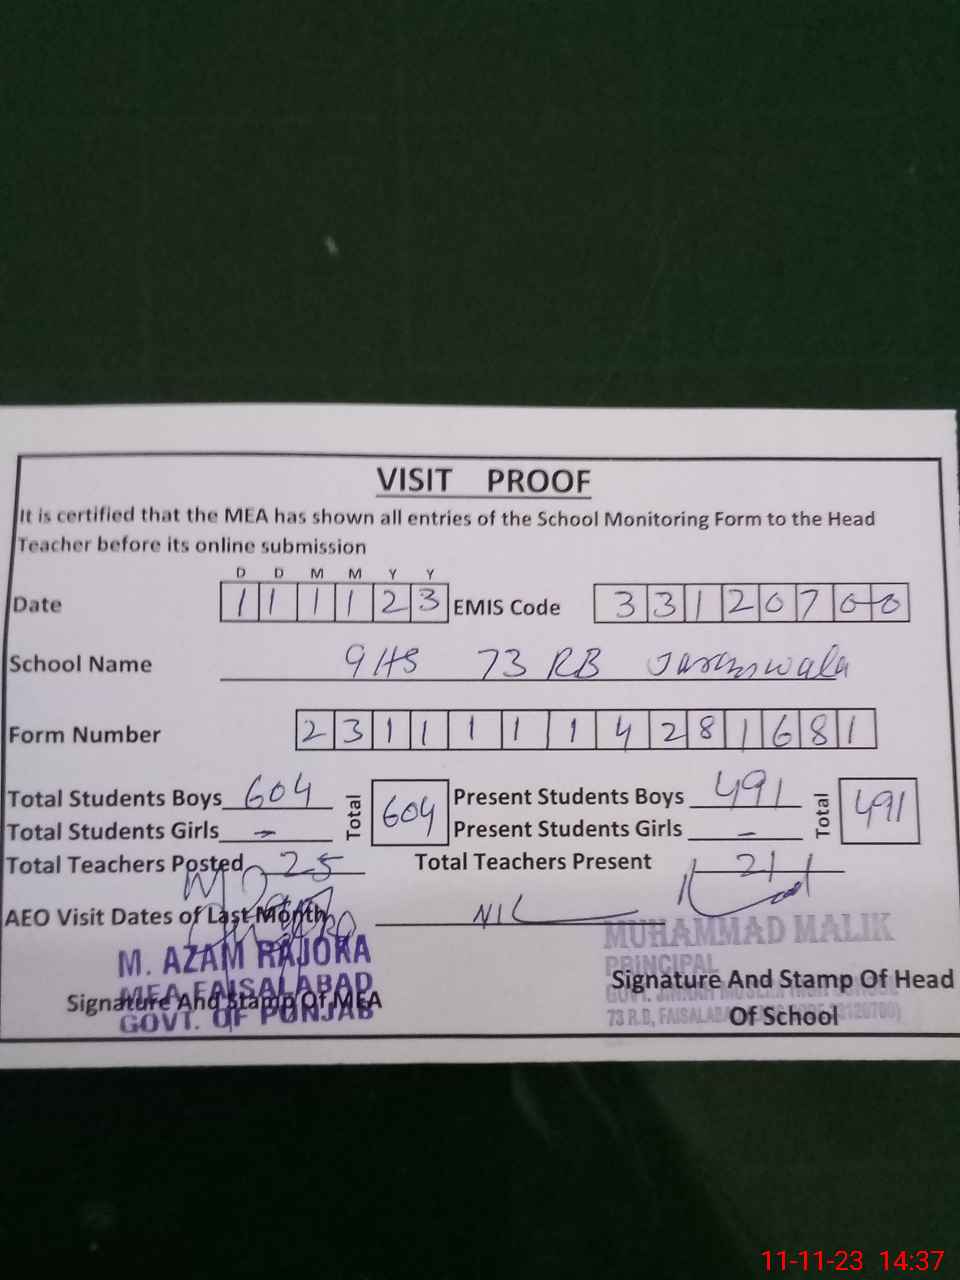 VISIT PROOF
It is certified that the MEA has shown all entries of the School Monitoring Form to the Head
Teacher before its online submission
D D M M Y Y
Date 1 1 1 1 2 3 EMIS Code 3 3 1 2 0 7 0 0
School Name GHS 73 RB Jaranwala
Form Number 2 3 1 1 1 1 1 4 2 8 1 6 8 1
Total Students Boys 604 Total 604 Present Students Boys 491 Total 491
Total Students Girls - Present Students Girls -
Total Teachers Posted 25 Total Teachers Present 21
AEO Visit Dates of Last Month NIL
M. AZAM RAJOKA
MEA FAISALABAD
GOVT. OF PUNJAB
Signature And Stamp Of MEA
MUHAMMAD MALIK
PRINCIPAL
GOVT. HIGH SCHOOL
73 R.B, FAISALABAD
Signature And Stamp Of Head
Of School
11-11-23 14:37